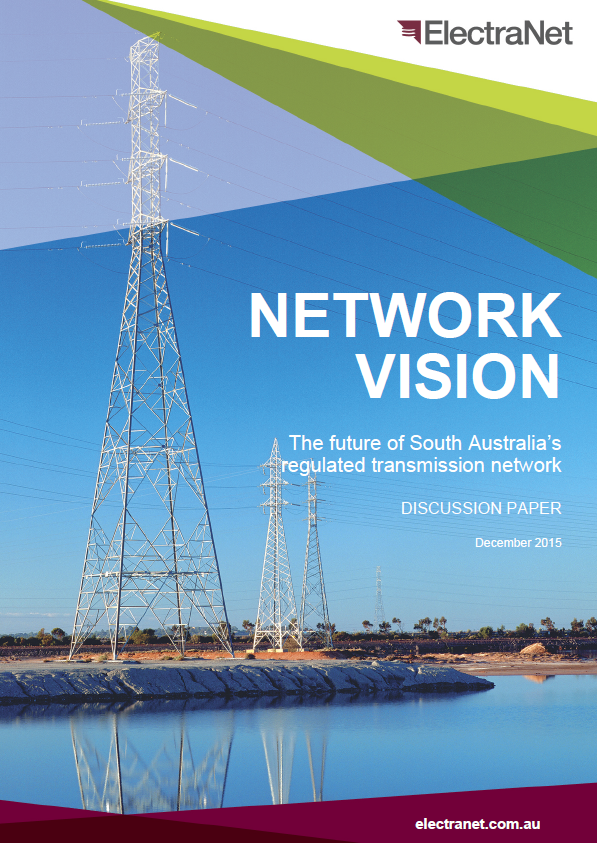 ElectraNet
NETWORK
VISION
The future of South Australia's
regulated transmission network
DISCUSSION PAPER
December 2015
electranet.com.au